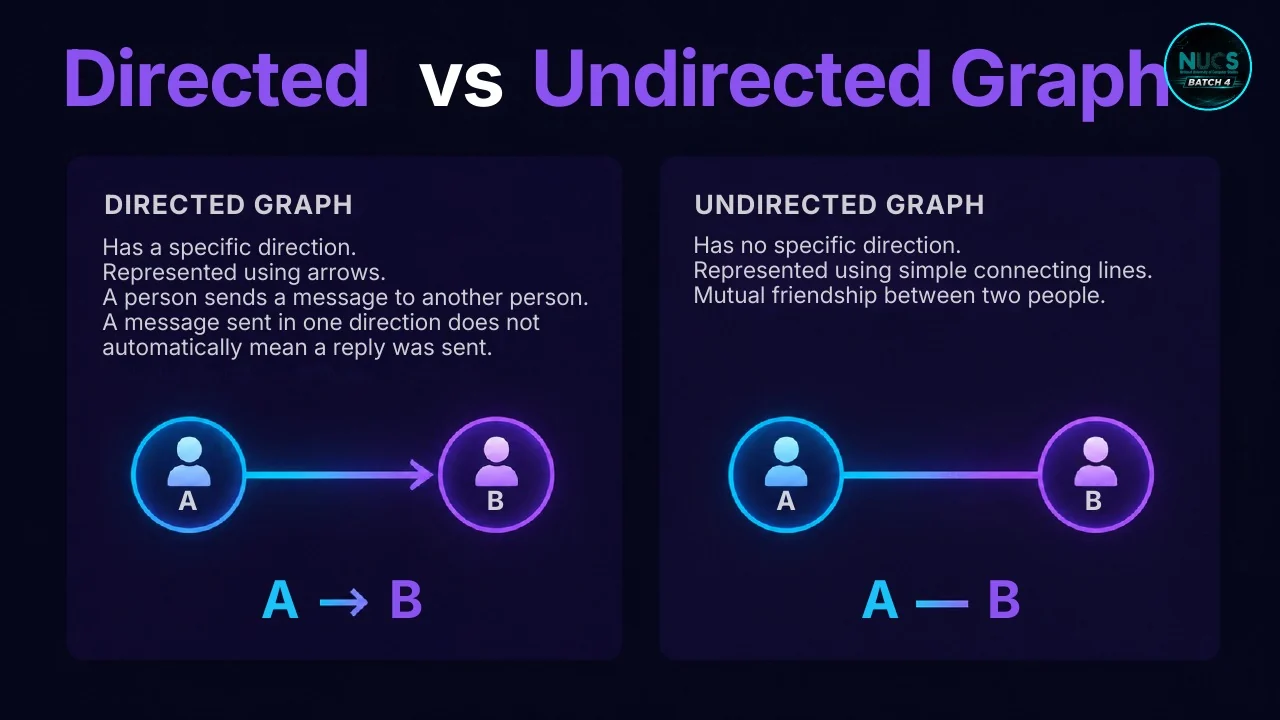 Directed vs Undirected Graph
NUCS
BATCH 4
DIRECTED GRAPH
Has a specific direction.
Represented using arrows.
A person sends a message to another person.
A message sent in one direction does not
automatically mean a reply was sent.
A
B
A → B
UNDIRECTED GRAPH
Has no specific direction.
Represented using simple connecting lines.
Mutual friendship between two people.
A
B
A — B